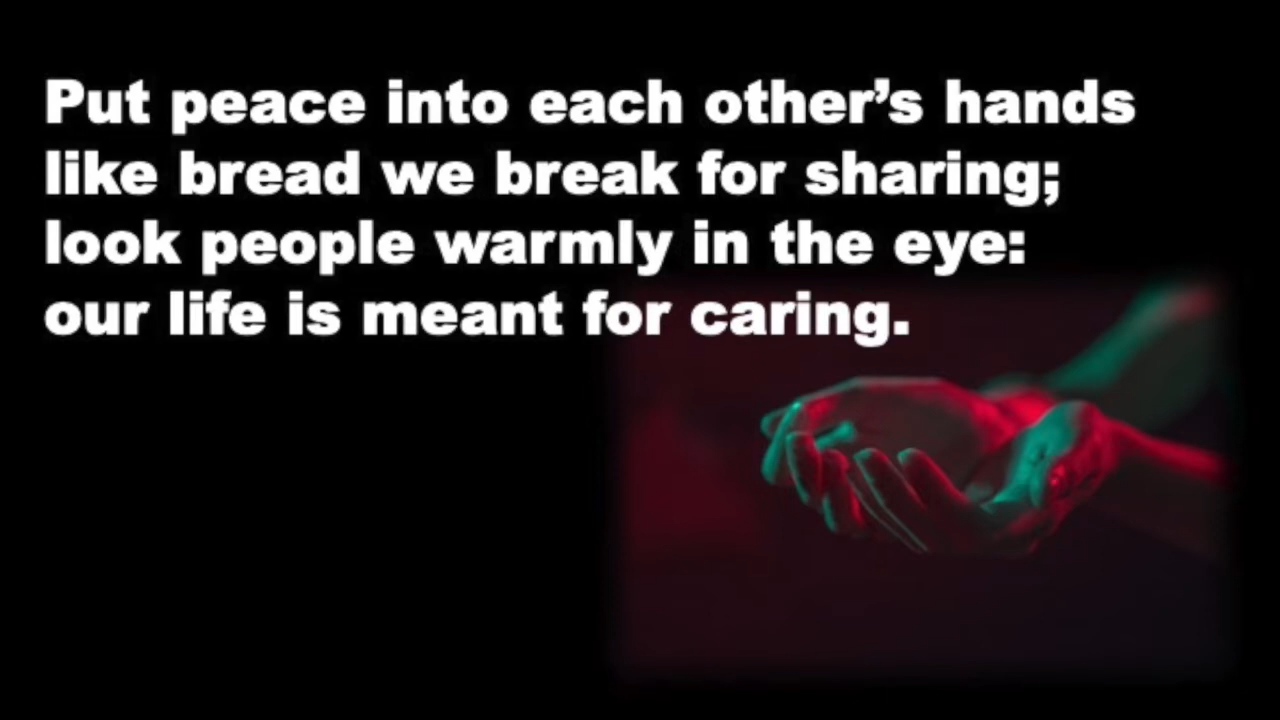 Put peace into each other’s hands
like bread we break for sharing;
look people warmly in the eye:
our life is meant for caring.